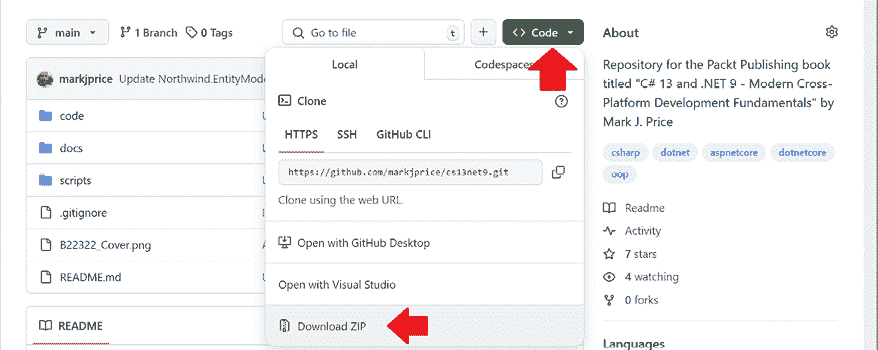 main
1 Branch
0 Tags
Go to file
t
+
<> Code
markjprice Update Northwind.EntityMode
code
docs
scripts
.gitignore
B22322_Cover.png
README.md
README
Local
Codespaces
Clone
HTTPS
SSH
GitHub CLI
https://github.com/markjprice/cs13net9.git
Clone using the web URL.
Open with GitHub Desktop
Open with Visual Studio
Download ZIP
About
Repository for the Packt Publishing book
titled "C# 13 and .NET 9 - Modern Cross-
Platform Development Fundamentals" by
Mark J. Price
csharp
dotnet
aspnetcore
dotnetcore
oop
Readme
Activity
7 stars
4 watching
0 forks
Languages